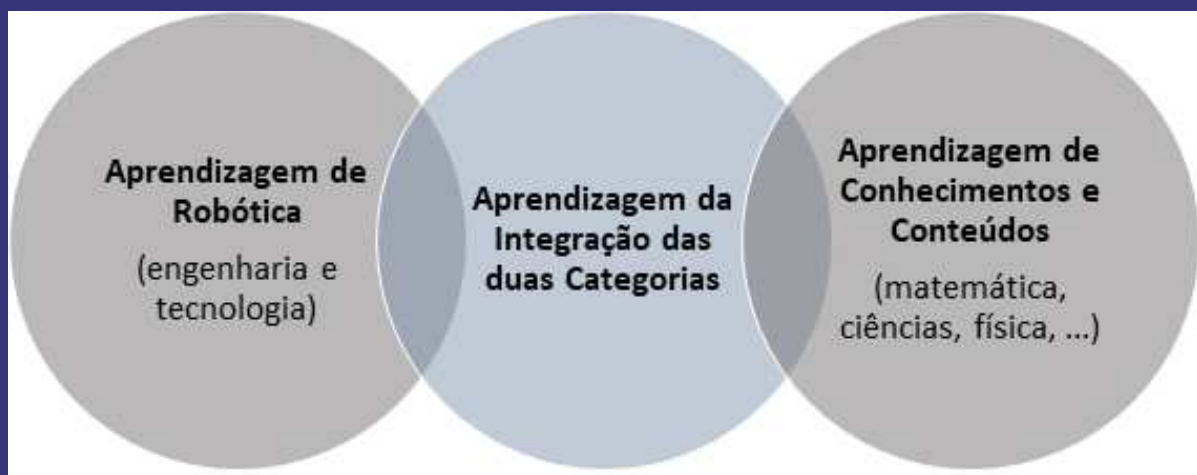 Aprendizagem de
Robótica
(engenharia e
tecnologia)
Aprendizagem da
Integração das
duas Categorias
Aprendizagem de
Conhecimentos e
Conteúdos
(matemática,
ciências, física, ...)